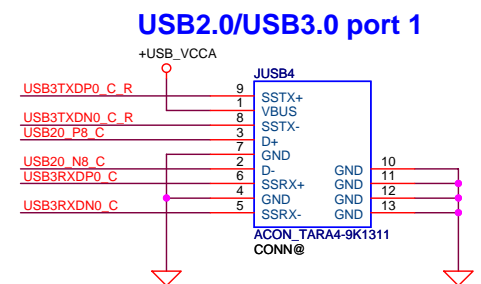 USB2.0/USB3.0 port 1
+USB_VCCA
JUSB4
USB3TXDP0_C_R 9 SSTX+
1 VBUS
USB3TXDN0_C_R 8 SSTX-
USB20_P8_C 3 D+
7 GND
USB20_N8_C 2 D- GND 10
USB3RXDP0_C 6 SSRX+ GND 11
4 GND GND 12
USB3RXDN0_C 5 SSRX- GND 13
ACON_TARA4-9K1311
CONN@